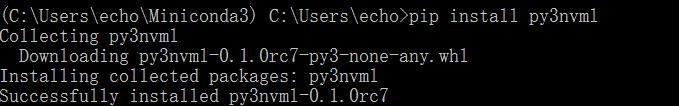 (C:\Users\echo\Miniconda3) C:\Users\echo>pip install py3nvml
Collecting py3nvml
  Downloading py3nvml-0.1.0rc7-py3-none-any.whl
Installing collected packages: py3nvml
Successfully installed py3nvml-0.1.0rc7